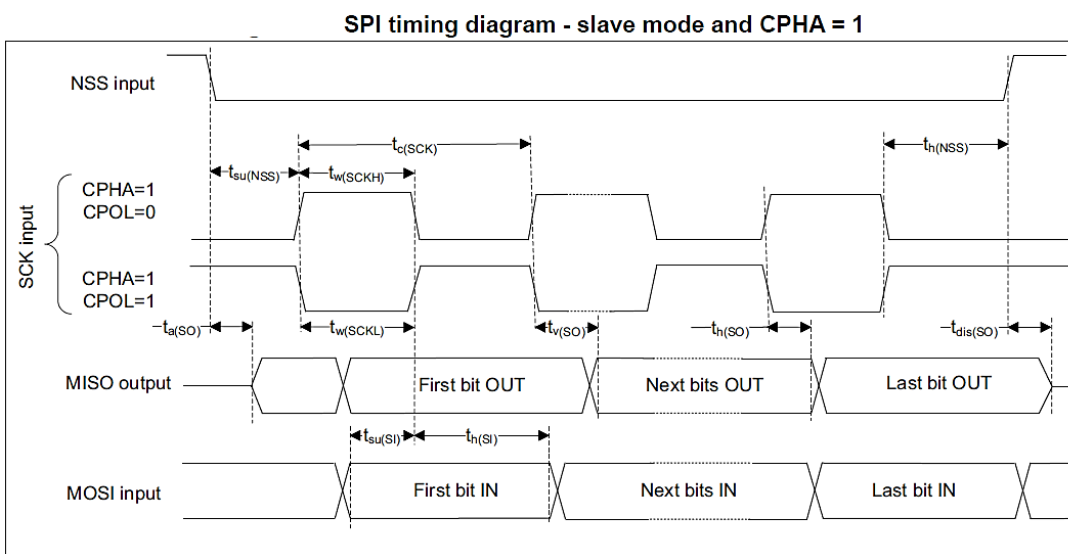 SPI timing diagram - slave mode and CPHA = 1
NSS input
tc(SCK)
th(NSS)
tsu(NSS)
tw(SCKH)
SCK input
CPHA=1
CPOL=0
CPHA=1
CPOL=1
ta(SO)
tw(SCKL)
tv(SO)
th(SO)
tdis(SO)
MISO output
First bit OUT
Next bits OUT
Last bit OUT
tsu(SI)
th(SI)
MOSI input
First bit IN
Next bits IN
Last bit IN